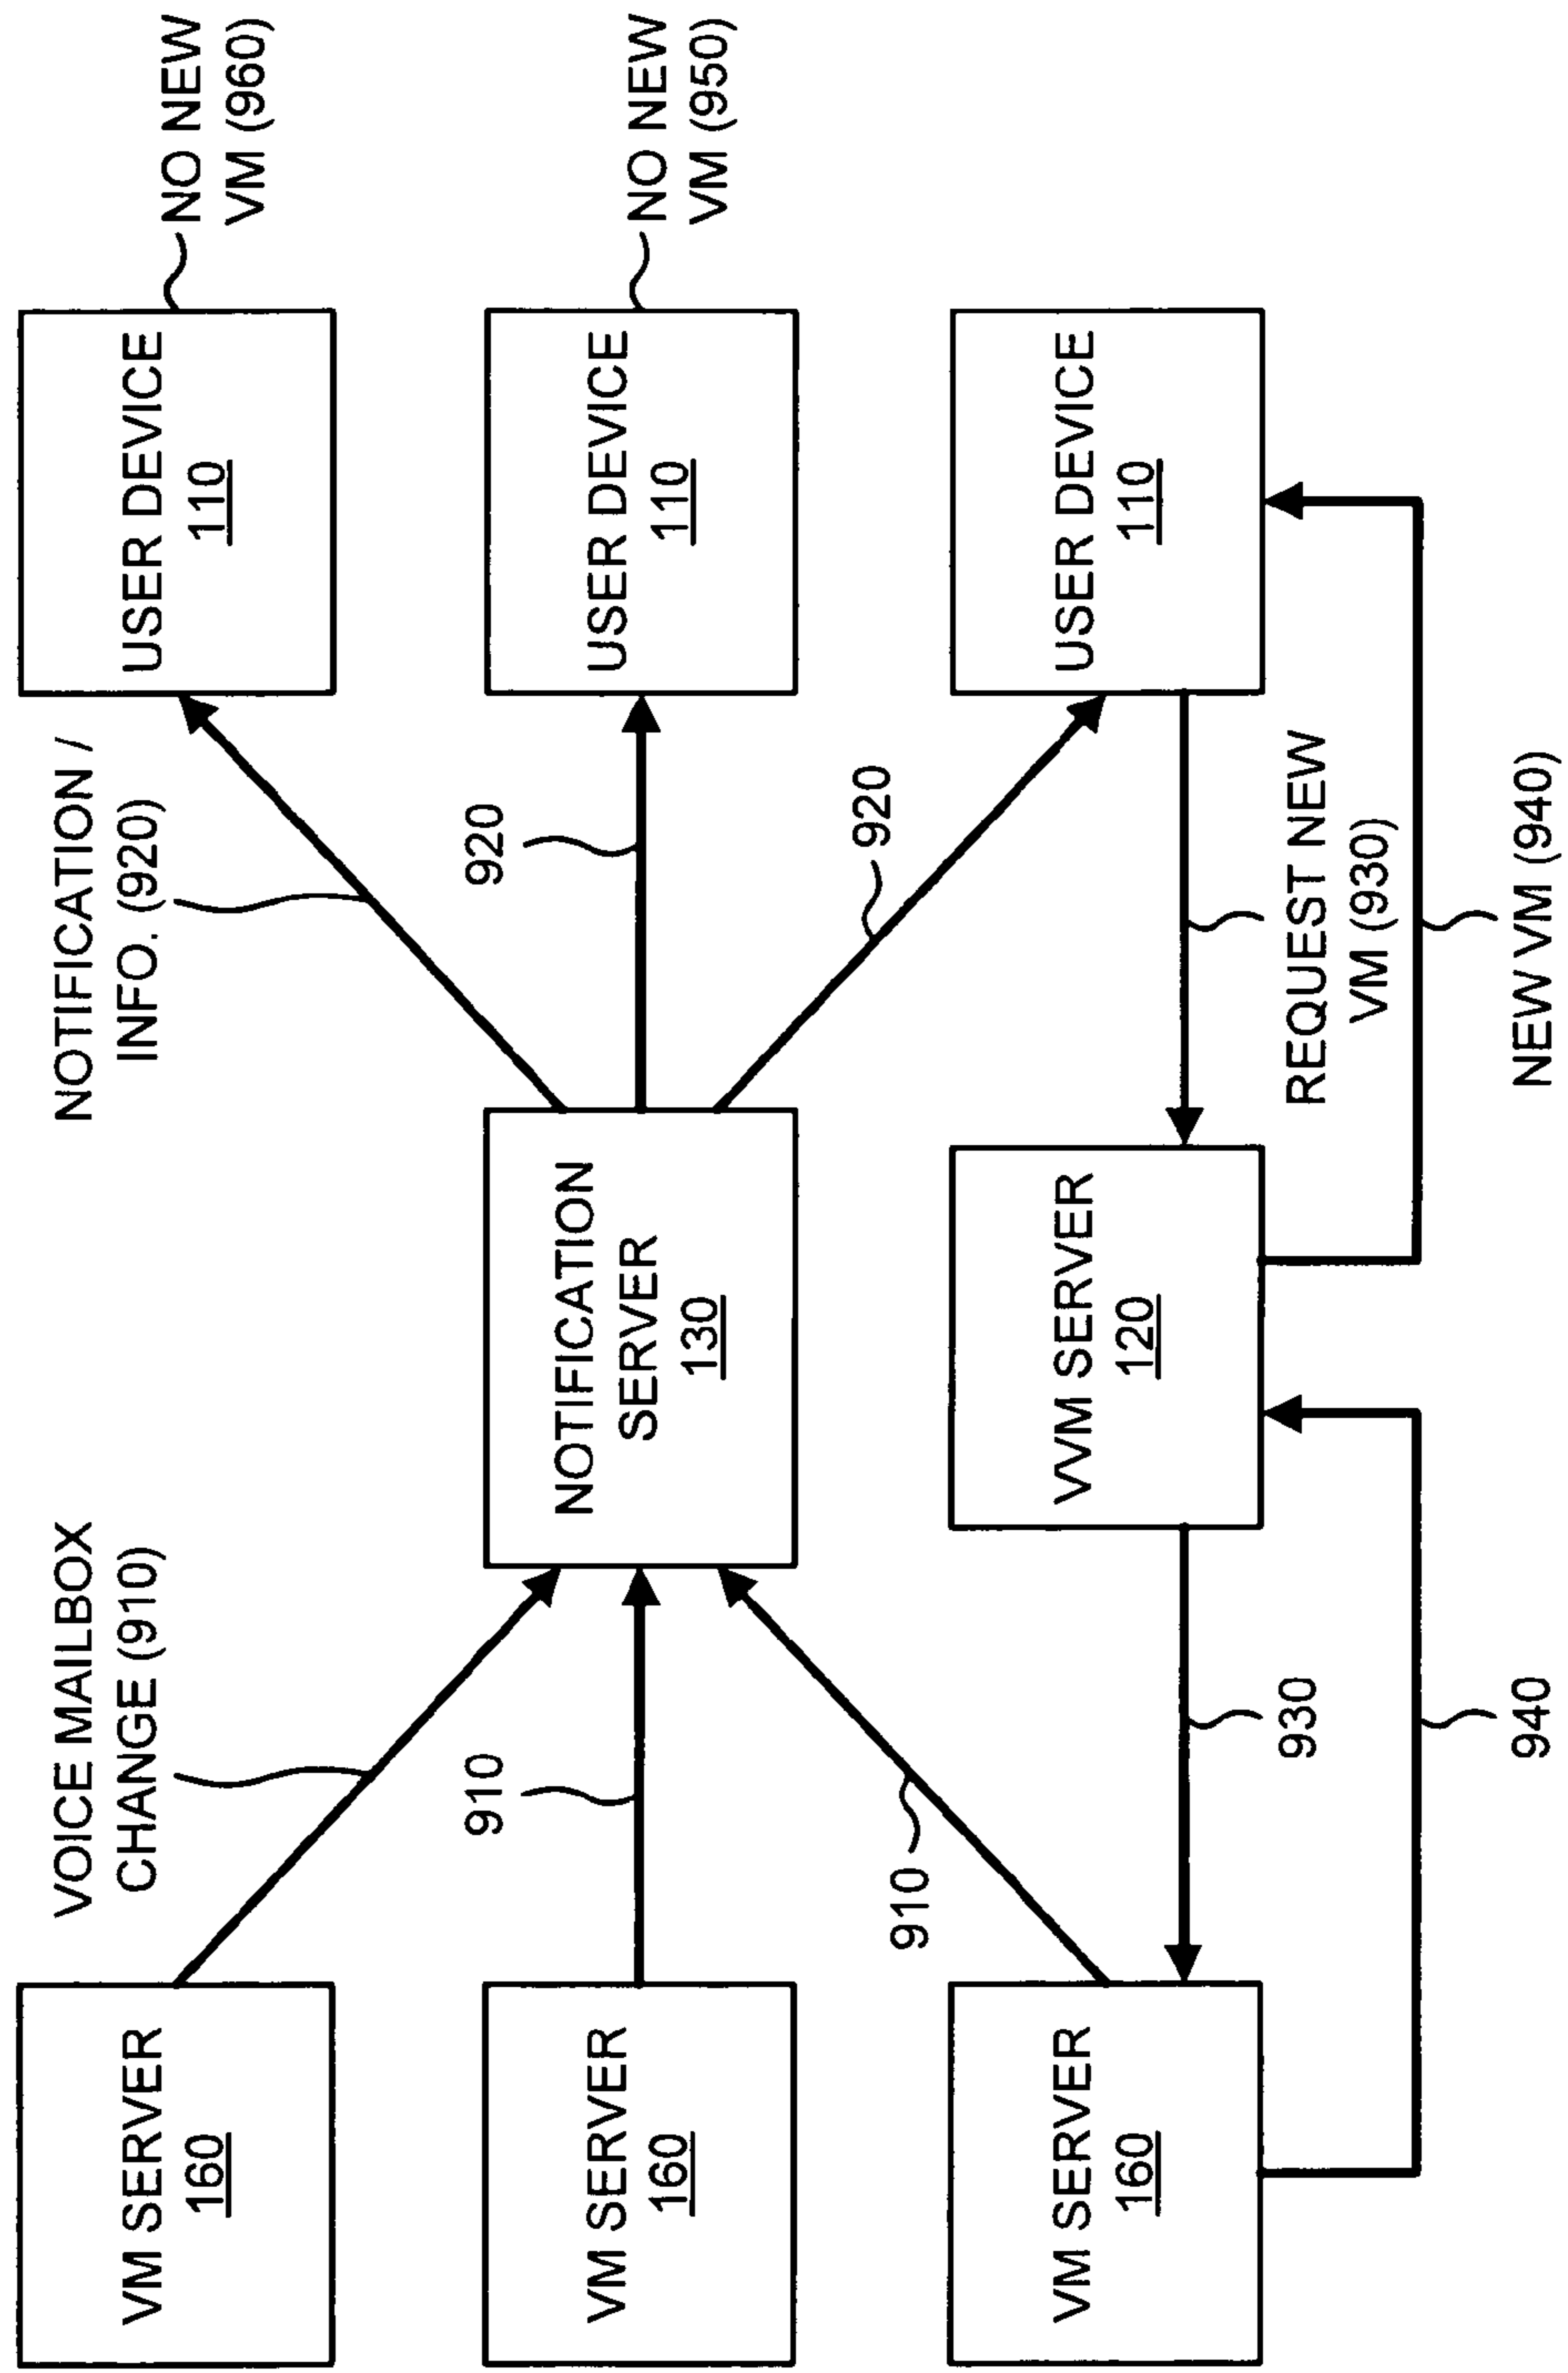 VOICE MAILBOX
CHANGE (910)
NOTIFICATION /
INFO. (920)
NO NEW
VM (960)
VM SERVER
160
USER DEVICE
110
910
920
NO NEW
VM (950)
VM SERVER
160
NOTIFICATION
SERVER
130
USER DEVICE
110
910
920
VM SERVER
160
VVM SERVER
120
USER DEVICE
110
930
REQUEST NEW
VM (930)
940
NEW VM (940)